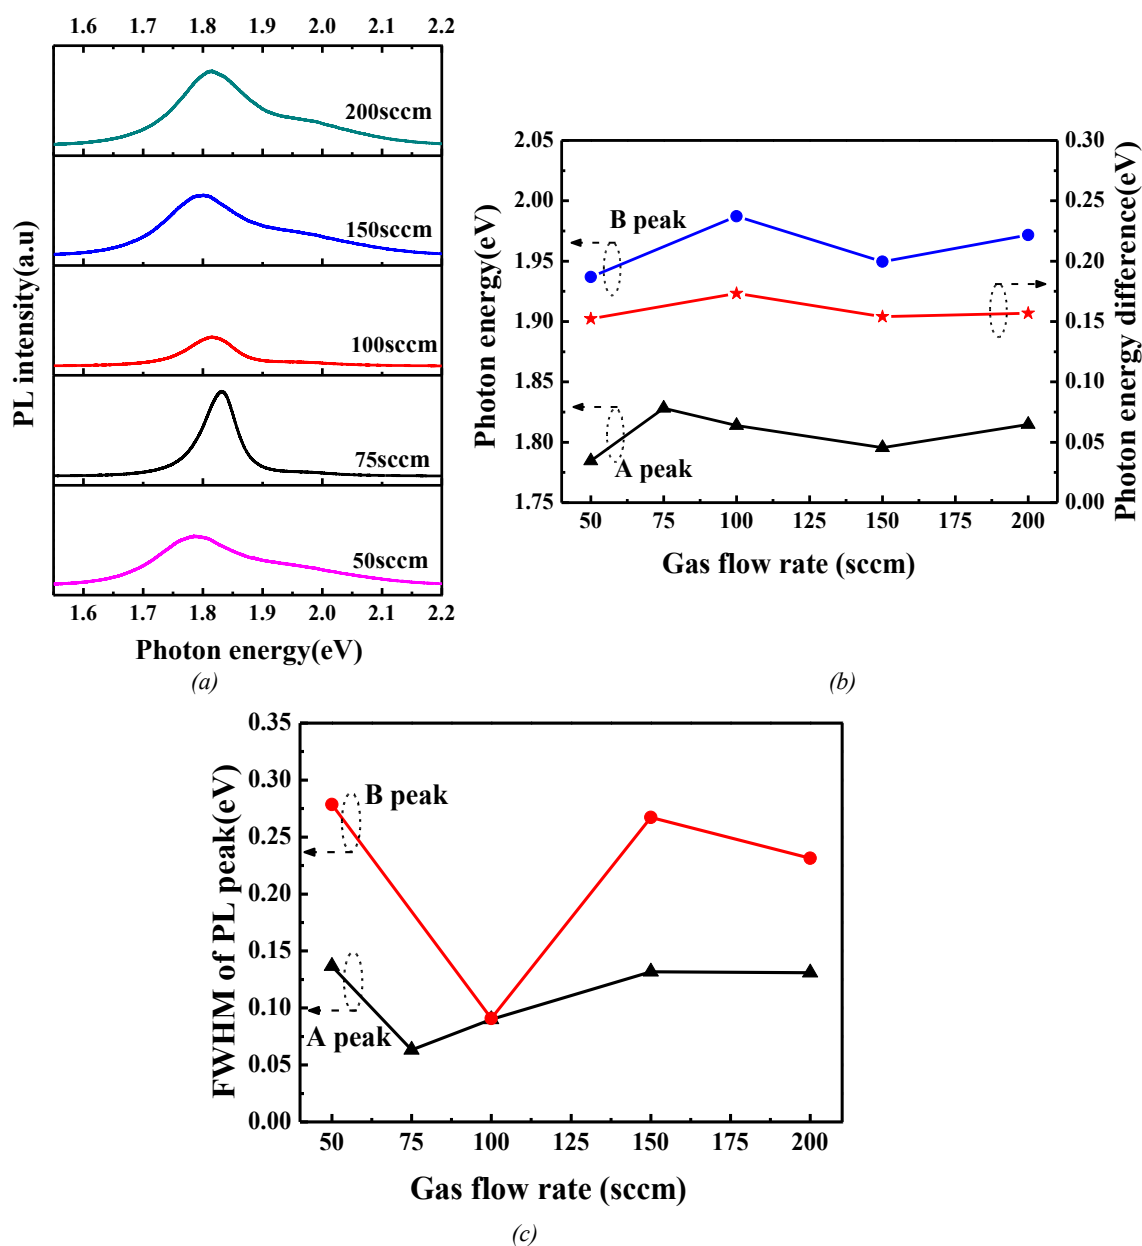 1.6 1.7 1.8 1.9 2.0 2.1 2.2
PL intensity(a.u)
200sccm
150sccm
100sccm
75sccm
50sccm
1.6 1.7 1.8 1.9 2.0 2.1 2.2
Photon energy(eV)
(a)
Photon energy(eV)
2.05
2.00
1.95
1.90
1.85
1.80
1.75
B peak
A peak
0.30
0.25
0.20
0.15
0.10
0.05
0.00
Photon energy difference(eV)
50 75 100 125 150 175 200
Gas flow rate (sccm)
(b)
FWHM of PL peak(eV)
0.35
0.30
0.25
0.20
0.15
0.10
0.05
0.00
B peak
A peak
50 75 100 125 150 175 200
Gas flow rate (sccm)
(c)